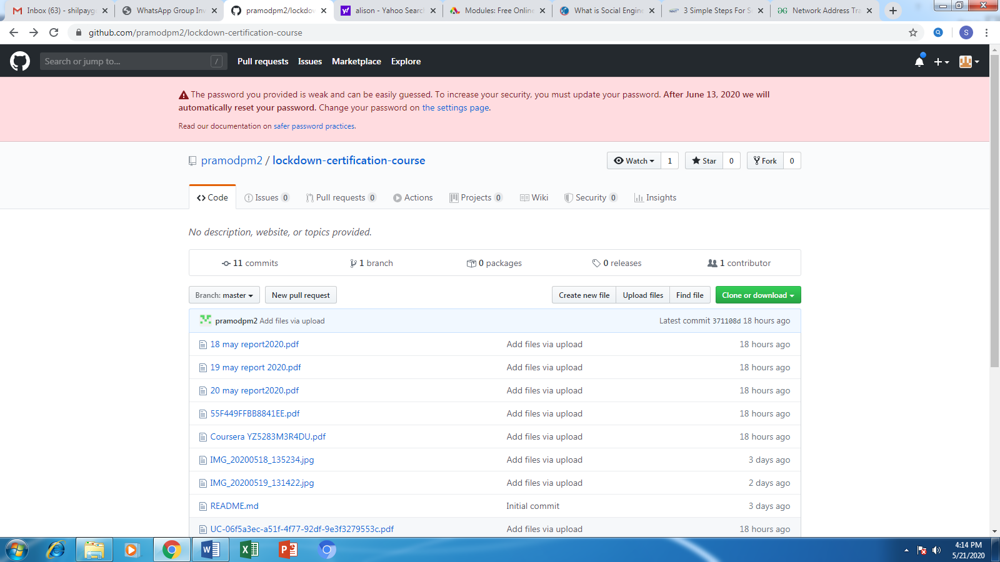 Inbox (63) - shilpayg
WhatsApp Group Inv
pramodpm2/lockdov
alison - Yahoo Search
Modules: Free Online
What is Social Engine
3 Simple Steps For S
Network Address Tra
github.com/pramodpm2/lockdown-certification-course
S
Search or jump to...
/
Pull requests
Issues
Marketplace
Explore
The password you provided is weak and can be easily guessed. To increase your security, you must update your password. After June 13, 2020 we will
automatically reset your password. Change your password on the settings page.
Read our documentation on safer password practices.
pramodpm2 / lockdown-certification-course
Watch 1
Star 0
Fork 0
Code
Issues 0
Pull requests 0
Actions
Projects 0
Wiki
Security 0
Insights
No description, website, or topics provided.
11 commits
1 branch
0 packages
0 releases
1 contributor
Branch: master
New pull request
Create new file
Upload files
Find file
Clone or download
pramodpm2 Add files via upload
Latest commit 371108d 18 hours ago
18 may report2020.pdf
Add files via upload
18 hours ago
19 may report 2020.pdf
Add files via upload
18 hours ago
20 may report2020.pdf
Add files via upload
18 hours ago
55F449FFBB8841EE.pdf
Add files via upload
18 hours ago
Coursera YZ5283M3R4DU.pdf
Add files via upload
18 hours ago
IMG_20200518_135234.jpg
Add files via upload
3 days ago
IMG_20200519_131422.jpg
Add files via upload
2 days ago
README.md
Initial commit
3 days ago
UC-06f5a3ec-a51f-4f77-92df-9e3f3279553c.pdf
Add files via upload
18 hours ago
4:14 PM
5/21/2020